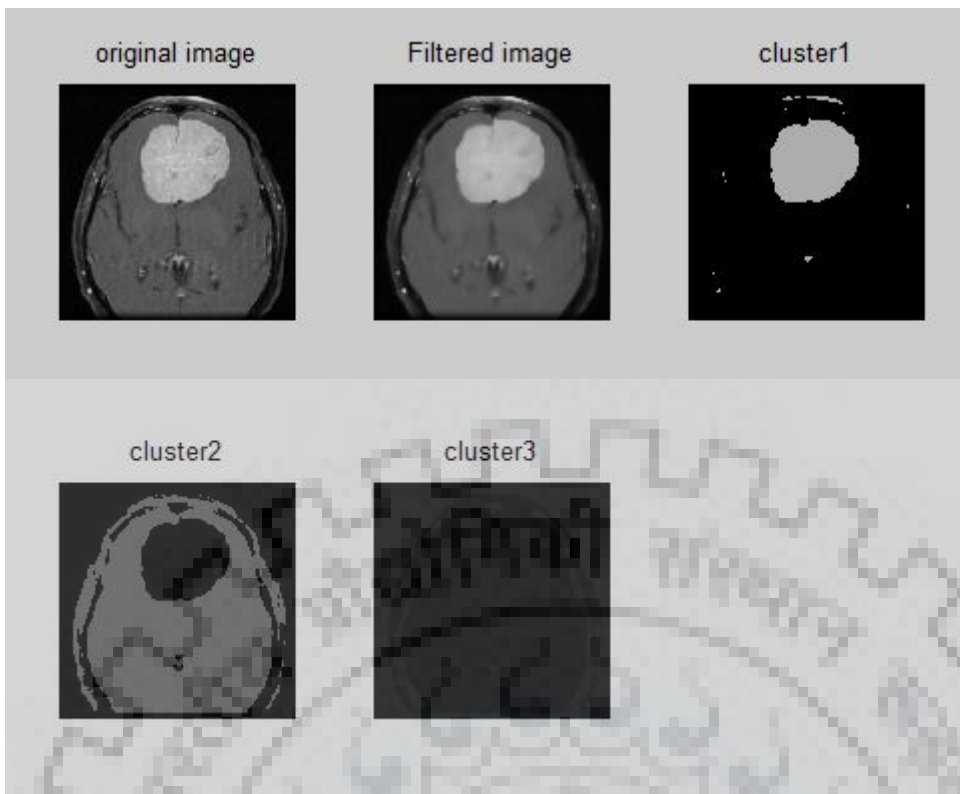 original image
Filtered image
cluster1
cluster2
cluster3
संस्थान